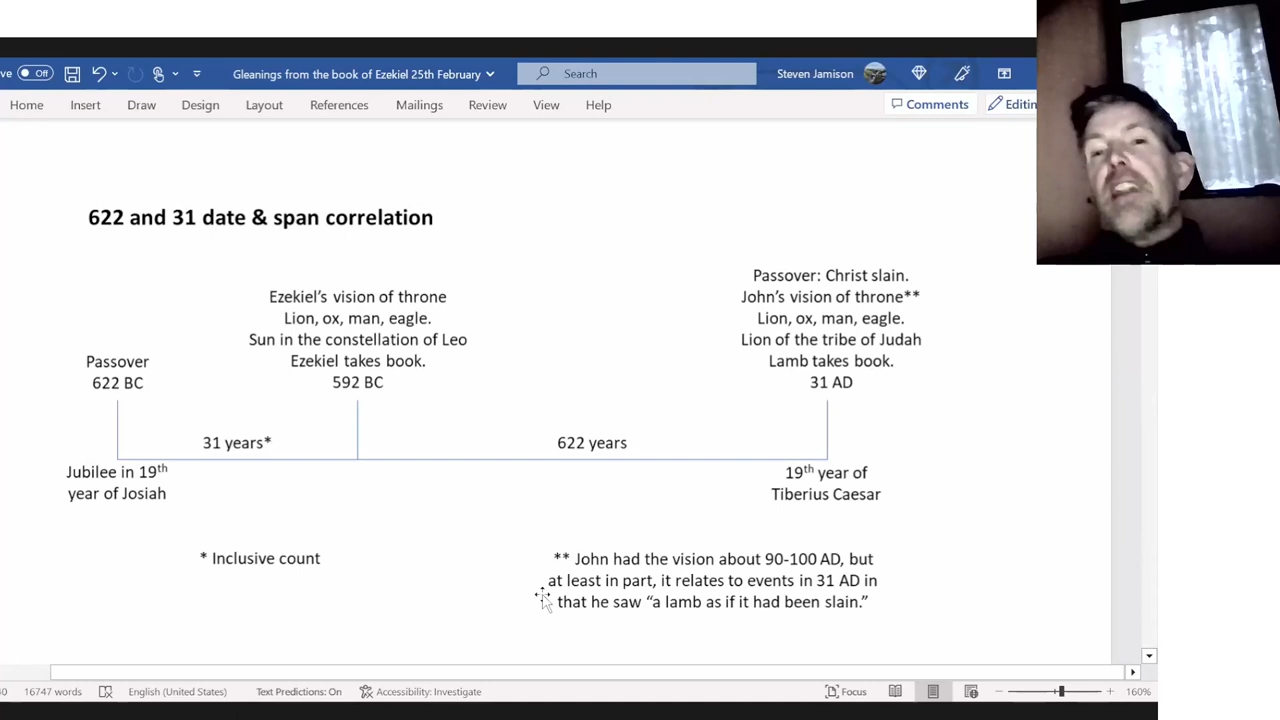 ve Off Gleanings from the book of Ezekiel 25th February Search Steven Jamison
Home Insert Draw Design Layout References Mailings Review View Help Comments Editin
622 and 31 date & span correlation
Passover
622 BC
Ezekiel’s vision of throne
Lion, ox, man, eagle.
Sun in the constellation of Leo
Ezekiel takes book.
592 BC
Passover: Christ slain.
John’s vision of throne**
Lion, ox, man, eagle.
Lion of the tribe of Judah
Lamb takes book.
31 AD
31 years*
622 years
Jubilee in 19th
year of Josiah
19th year of
Tiberius Caesar
* Inclusive count
** John had the vision about 90-100 AD, but
at least in part, it relates to events in 31 AD in
that he saw “a lamb as if it had been slain.”
40 16747 words English (United States) Text Predictions: On Accessibility: Investigate Focus 160%